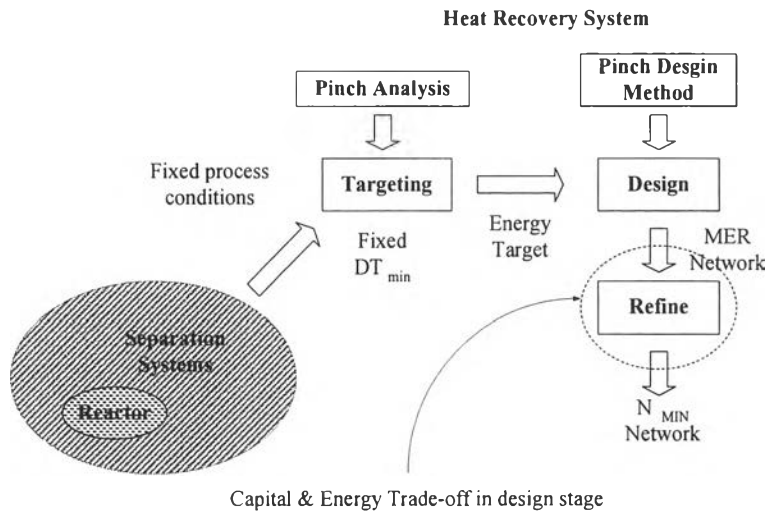 Heat Recovery System
Pinch Analysis
Pinch Desgin
Method
Fixed process
conditions
Targeting
Design
Fixed
DT min
Energy
Target
MER
Network
Refine
Separation
Systems
Reactor
N MIN
Network
Capital & Energy Trade-off in design stage